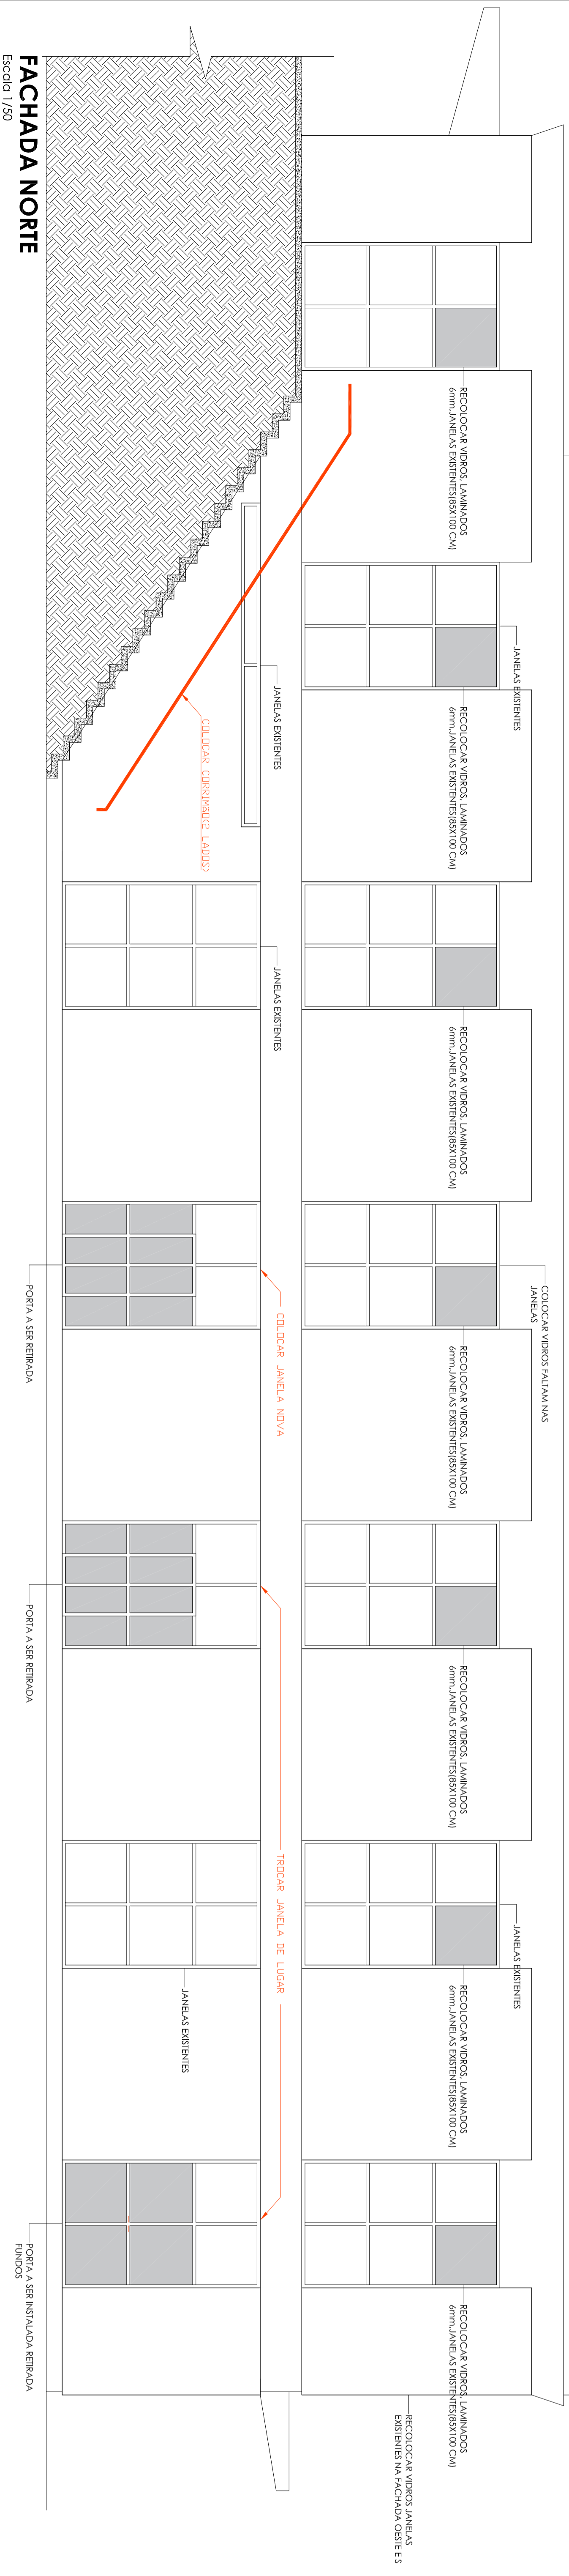 COLOCAR VIDROS FALTAM NAS
JANELAS
JANELAS EXISTENTES
JANELAS EXISTENTES
RECOLOCAR VIDROS, LAMINADOS
6mm,JANELAS EXISTENTES(85X100 CM)
RECOLOCAR VIDROS, LAMINADOS
6mm,JANELAS EXISTENTES(85X100 CM)
RECOLOCAR VIDROS, LAMINADOS
6mm,JANELAS EXISTENTES(85X100 CM)
RECOLOCAR VIDROS, LAMINADOS
6mm,JANELAS EXISTENTES(85X100 CM)
RECOLOCAR VIDROS, LAMINADOS
6mm,JANELAS EXISTENTES(85X100 CM)
RECOLOCAR VIDROS, LAMINADOS
6mm,JANELAS EXISTENTES(85X100 CM)
RECOLOCAR VIDROS, LAMINADOS
6mm,JANELAS EXISTENTES(85X100 CM)
RECOLOCAR VIDROS JANELAS
EXISTENTES NA FACHADA OESTE E S
JANELAS EXISTENTES
JANELAS EXISTENTES
COLOCAR JANELA NOVA
TROCAR JANELA DE LUGAR
COLOCAR CORRIMÃO(2 LADOS)
JANELAS EXISTENTES
PORTA A SER RETIRADA
PORTA A SER RETIRADA
PORTA A SER INSTALADA RETIRADA
FUNDOS
FACHADA NORTE
Escala 1/50